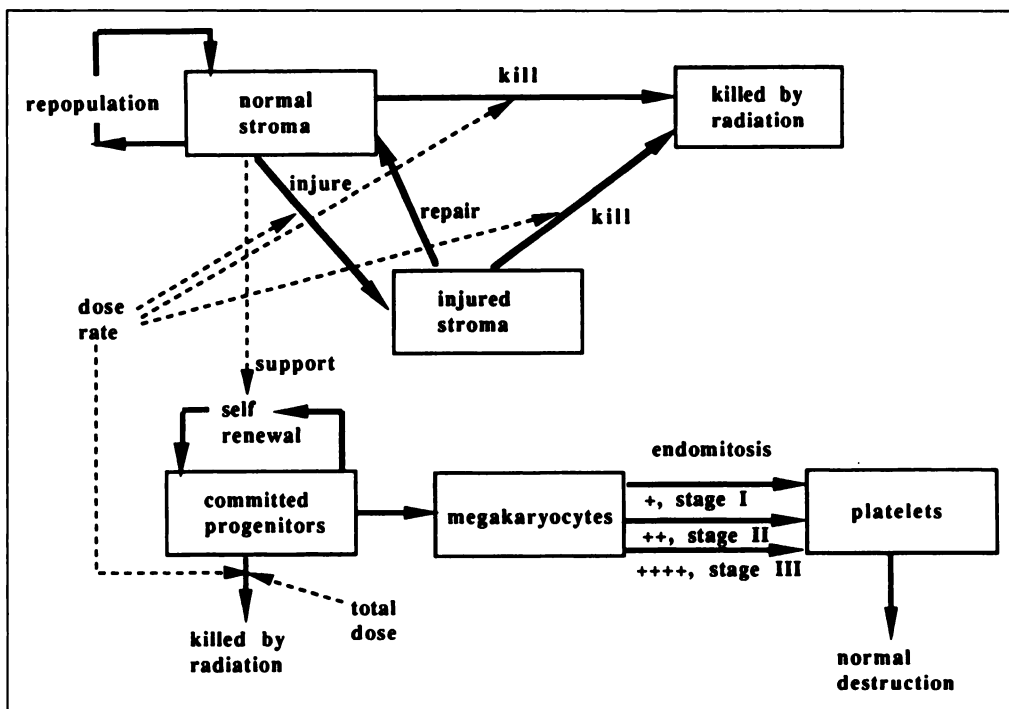 repopulation
normal
stroma
kill
killed by
radiation
injure
repair
kill
injured
stroma
dose
rate
support
self
renewal
committed
progenitors
megakaryocytes
endomitosis
+, stage I
++, stage II
++++, stage III
platelets
total
dose
killed by
radiation
normal
destruction